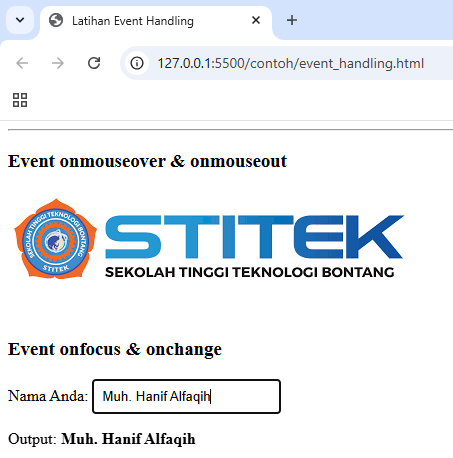 Latihan Event Handling
127.0.0.1:5500/contoh/event_handling.html
Event onmouseover & onmouseout
SEKOLAH TINGGI TEKNOLOGI BONTANG
STITEK
STITEK
SEKOLAH TINGGI TEKNOLOGI BONTANG
Event onfocus & onchange
Nama Anda: Muh. Hanif Alfaqih
Output: Muh. Hanif Alfaqih